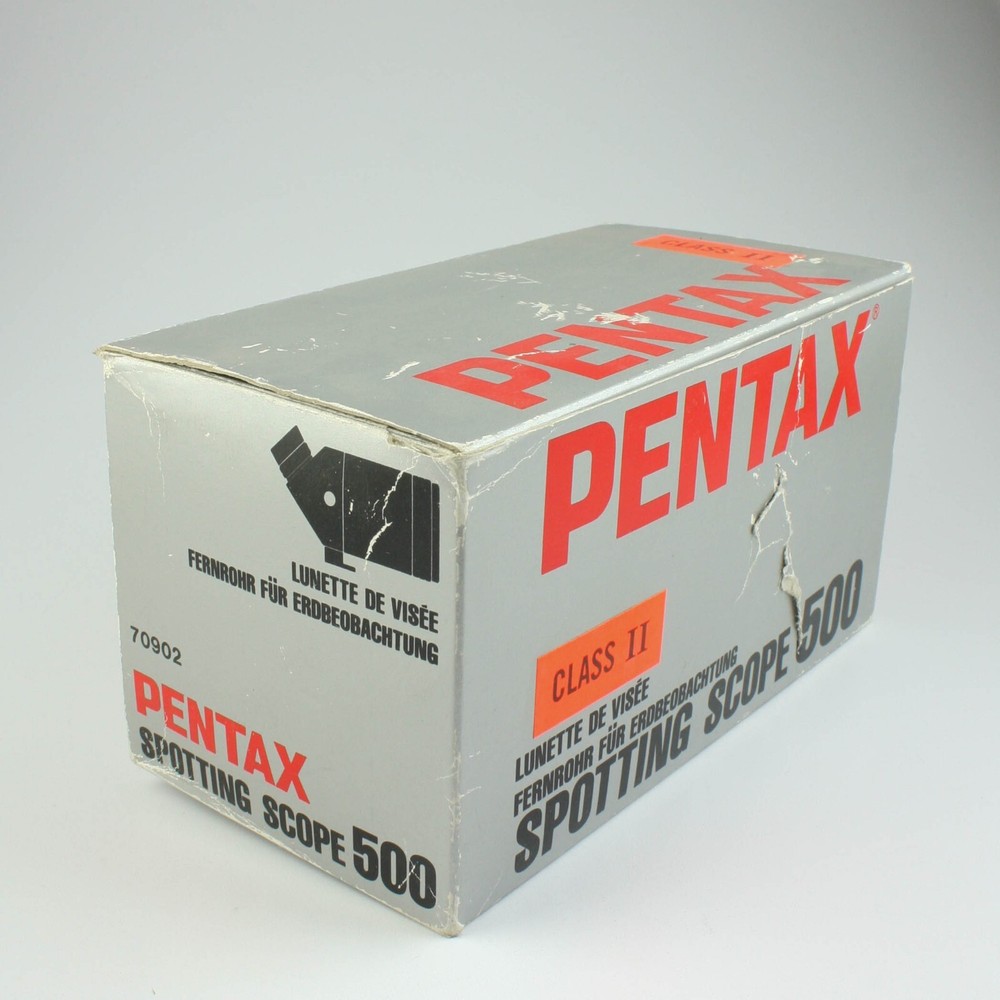 CLASS II
PENTAX
PENTAX®
CLASS II
LUNETTE DE VISÉE
FERNROHR FÜR ERDBEOBACHTUNG
SPOTTING SCOPE 500
LUNETTE DE VISÉE
FERNROHR FÜR ERDBEOBACHTUNG
70902
PENTAX
SPOTTING SCOPE 500